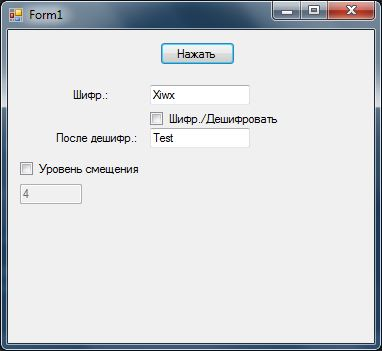 Form1
Нажать
Шифр.: Xiwx
Шифр./Дешифровать
После дешифр.: Test
Уровень смещения
4